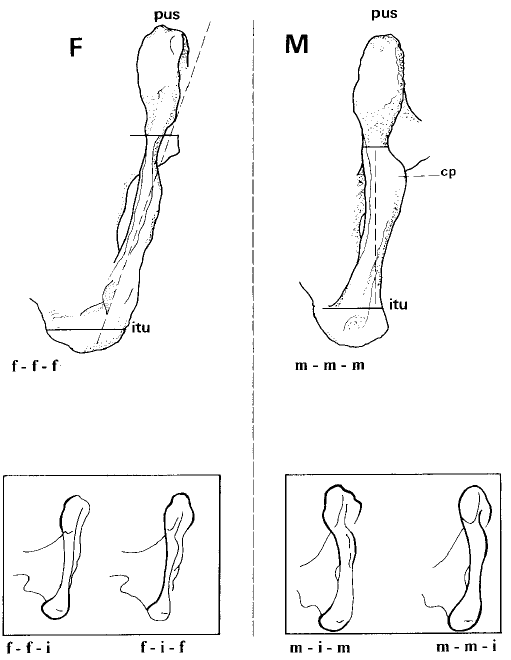 pus
F
itu
f - f - f
pus
M
cp
itu
m - m - m
f - f - i
f - i - f
m - i - m
m - m - i